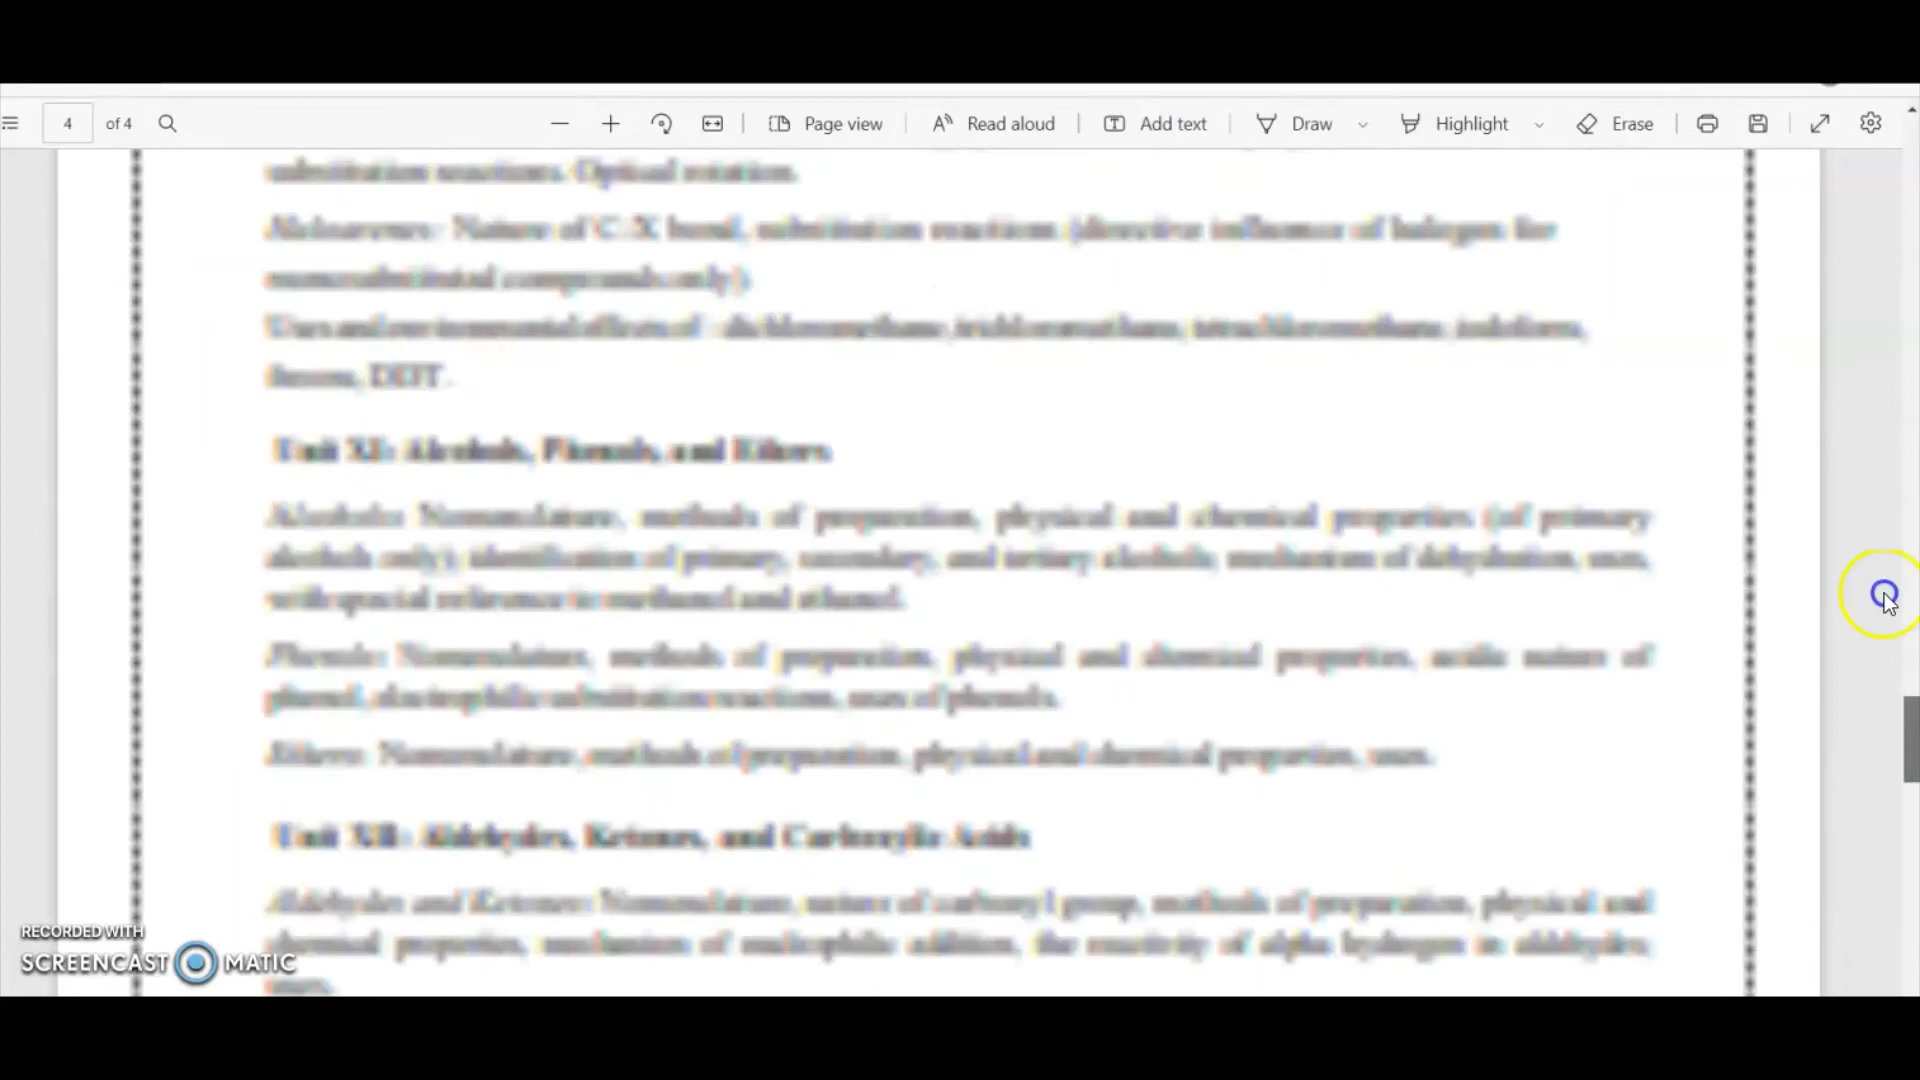 4 of 4 Page view Read aloud Add text Draw Highlight Erase
substitution reactions. Optical rotation.
Haloarenes: Nature of C-X bond, substitution reactions (directive influence of halogen for
monosubstituted compounds only)
Uses and environmental effects of - dichloromethane, trichloromethane, tetrachloromethane, iodoform,
freons, DDT.
Unit XI: Alcohols, Phenols, and Ethers
Alcohols: Nomenclature, methods of preparation, physical and chemical properties (of primary
alcohols only); identification of primary, secondary, and tertiary alcohols; mechanism of dehydration, uses,
with special reference to methanol and ethanol.
Phenols: Nomenclature, methods of preparation, physical and chemical properties, acidic nature of
phenol, electrophilic substitution reactions, uses of phenols.
Ethers: Nomenclature, methods of preparation, physical and chemical properties, uses.
Unit XII: Aldehydes, Ketones, and Carboxylic Acids
Aldehydes and Ketones: Nomenclature, nature of carbonyl group, methods of preparation, physical and
chemical properties, mechanism of nucleophilic addition, the reactivity of alpha hydrogen in aldehydes,
uses.
RECORDED WITH
SCREENCAST MATIC